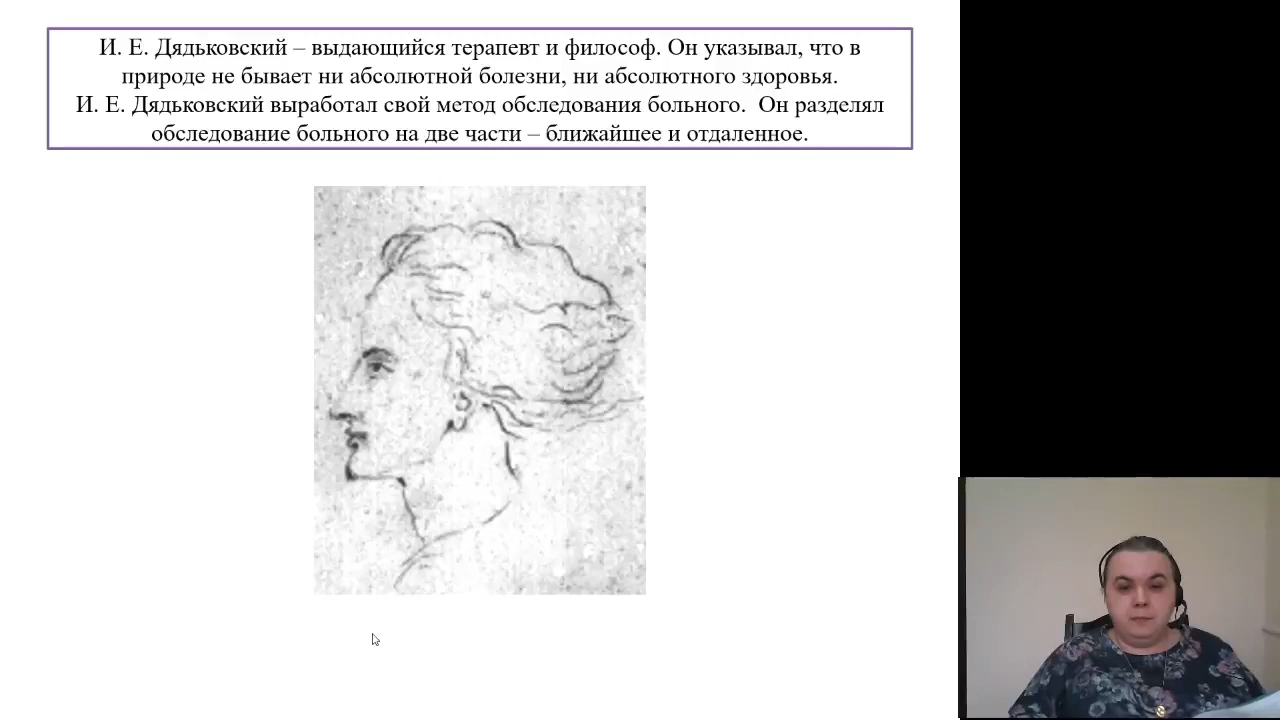 И. Е. Дядьковский – выдающийся терапевт и философ. Он указывал, что в
природе не бывает ни абсолютной болезни, ни абсолютного здоровья.
И. Е. Дядьковский выработал свой метод обследования больного.  Он разделял
обследование больного на две части – ближайшее и отдаленное.